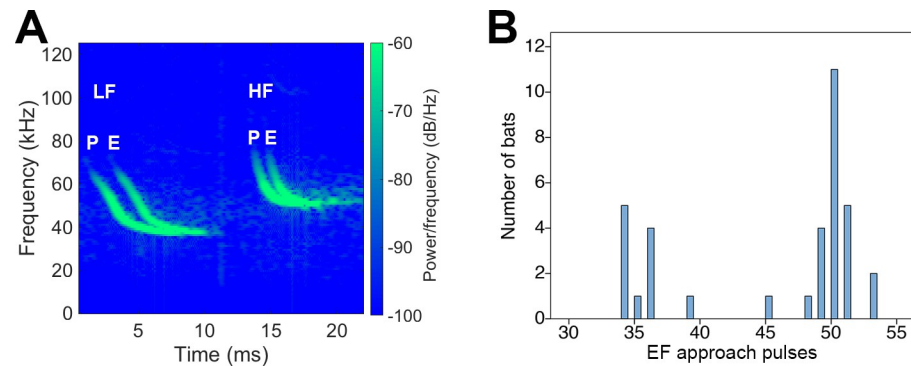 A
120
100
80
60
40
20
0
Frequency (kHz)
LF
HF
P E
P E
5
10
15
20
Time (ms)
-60
-70
-80
-90
-100
Power/frequency (dB/Hz)
B
12
10
8
6
4
2
0
Number of bats
30
35
40
45
50
55
EF approach pulses